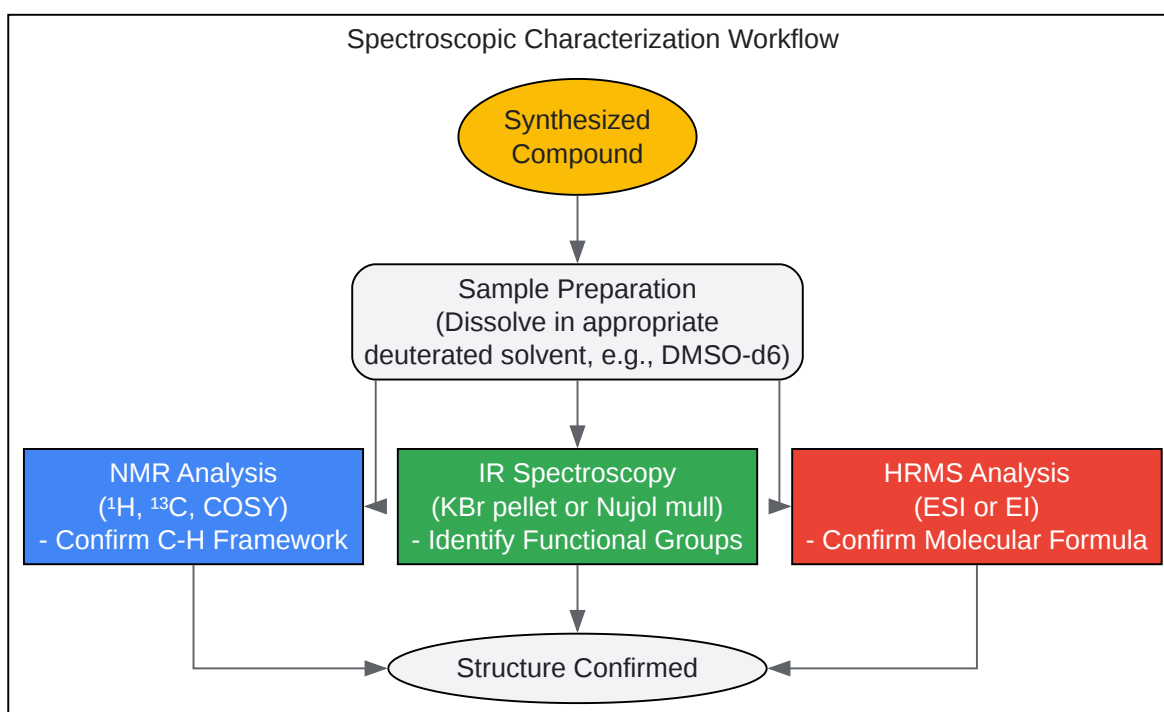 Spectroscopic Characterization Workflow
Synthesized
Compound
Sample Preparation
(Dissolve in appropriate
deuterated solvent, e.g., DMSO-d6)
NMR Analysis
(¹H, ¹³C, COSY)
- Confirm C-H Framework
IR Spectroscopy
(KBr pellet or Nujol mull)
- Identify Functional Groups
HRMS Analysis
(ESI or EI)
- Confirm Molecular Formula
Structure Confirmed